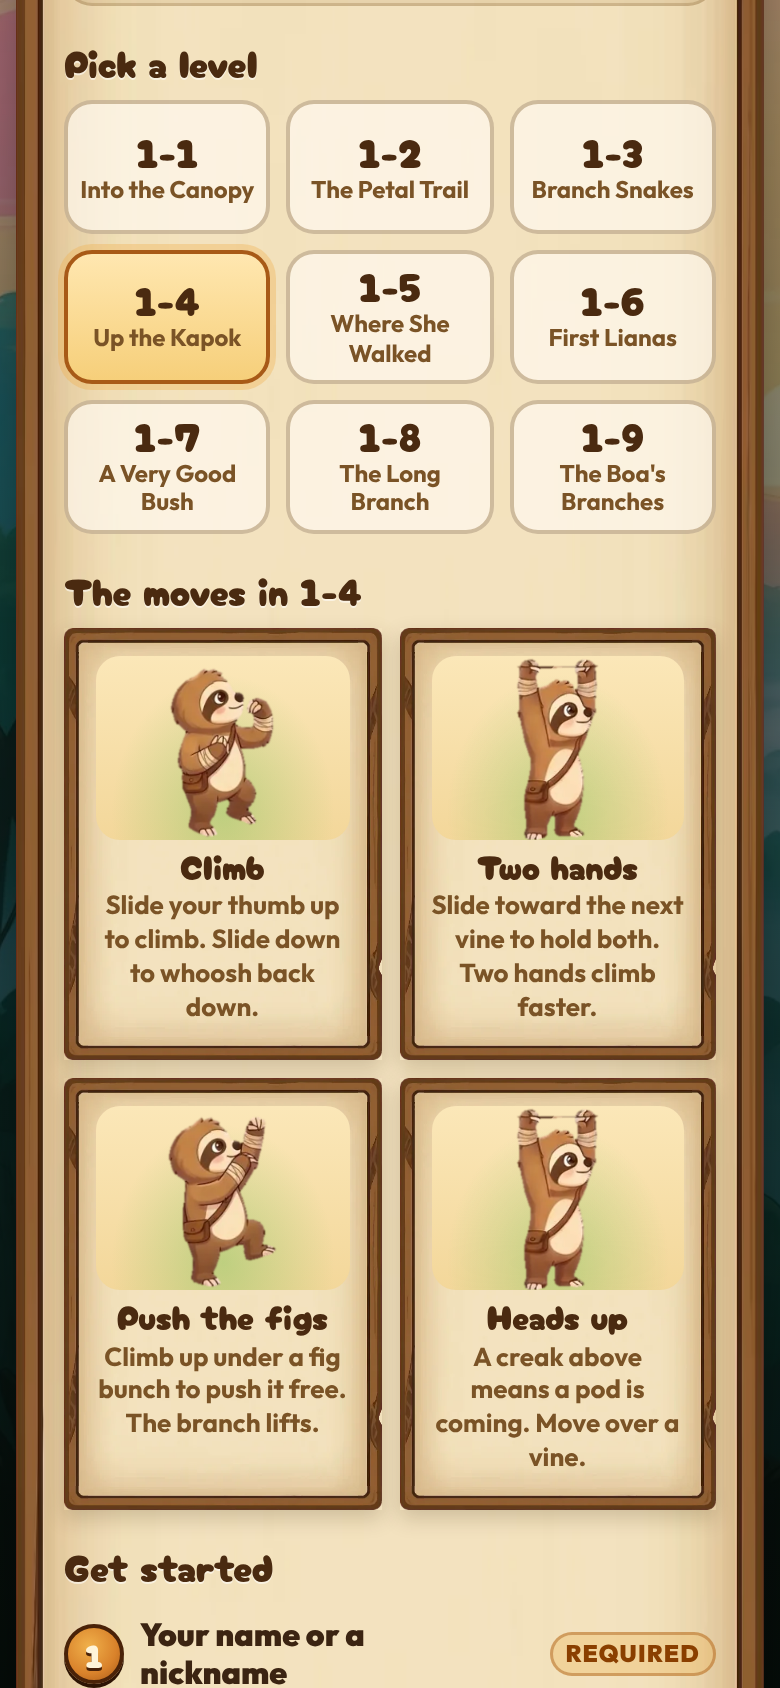 Pick a level
1-1
Into the Canopy
1-2
The Petal Trail
1-3
Branch Snakes
1-4
Up the Kapok
1-5
Where She
Walked
1-6
First Lianas
1-7
A Very Good
Bush
1-8
The Long
Branch
1-9
The Boa's
Branches
The moves in 1-4
Climb
Slide your thumb up
to climb. Slide down
to whoosh back
down.
Two hands
Slide toward the next
vine to hold both.
Two hands climb
faster.
Push the figs
Climb up under a fig
bunch to push it free.
The branch lifts.
Heads up
A creak above
means a pod is
coming. Move over a
vine.
Get started
1
Your name or a
nickname
REQUIRED